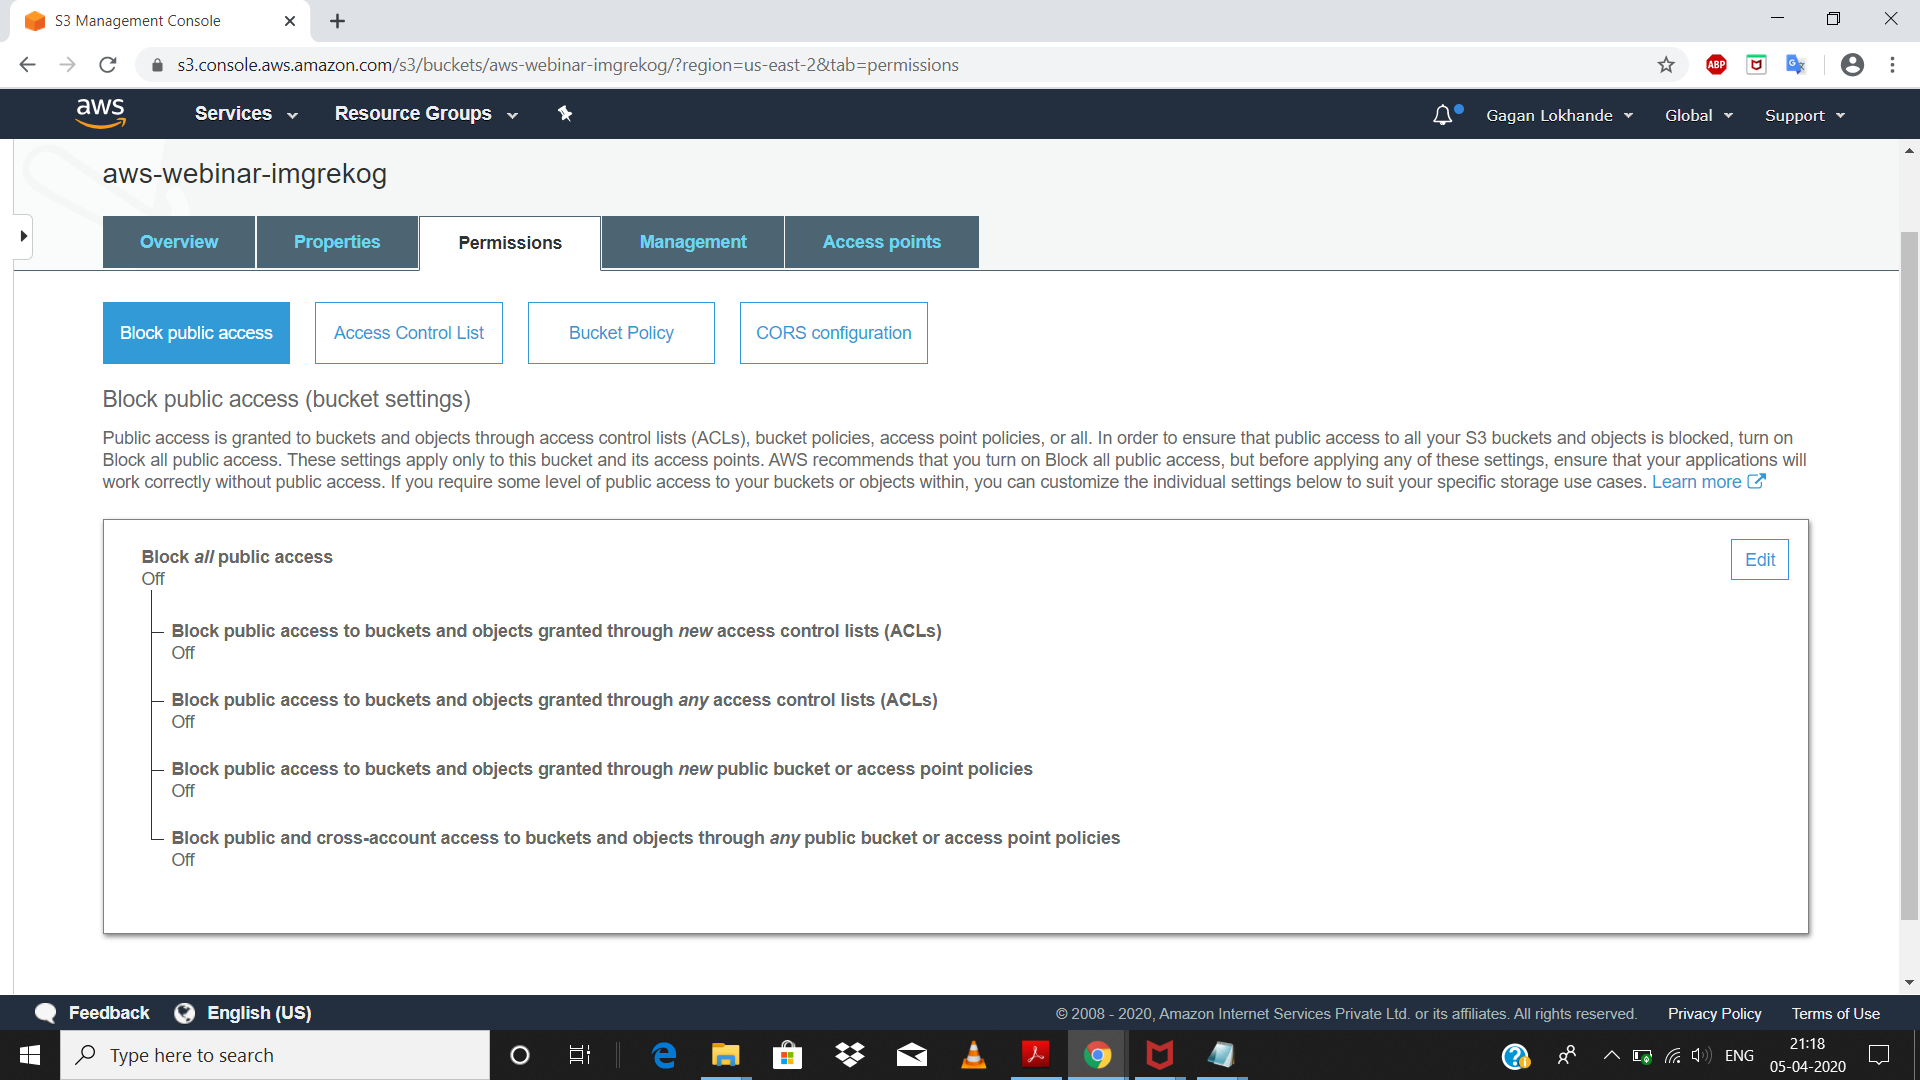 S3 Management Console
s3.console.aws.amazon.com/s3/buckets/aws-webinar-imgrekog/?region=us-east-2&tab=permissions
ABP
aws
Services
Resource Groups
Gagan Lokhande
Global
Support
aws-webinar-imgrekog
Overview
Properties
Permissions
Management
Access points
Block public access
Access Control List
Bucket Policy
CORS configuration
Block public access (bucket settings)
Public access is granted to buckets and objects through access control lists (ACLs), bucket policies, access point policies, or all. In order to ensure that public access to all your S3 buckets and objects is blocked, turn on
Block all public access. These settings apply only to this bucket and its access points. AWS recommends that you turn on Block all public access, but before applying any of these settings, ensure that your applications will
work correctly without public access. If you require some level of public access to your buckets or objects within, you can customize the individual settings below to suit your specific storage use cases. Learn more
Block all public access
Off
Edit
Block public access to buckets and objects granted through new access control lists (ACLs)
Off
Block public access to buckets and objects granted through any access control lists (ACLs)
Off
Block public access to buckets and objects granted through new public bucket or access point policies
Off
Block public and cross-account access to buckets and objects through any public bucket or access point policies
Off
Feedback
English (US)
© 2008 - 2020, Amazon Internet Services Private Ltd. or its affiliates. All rights reserved.
Privacy Policy
Terms of Use
Type here to search
ENG
21:18
05-04-2020